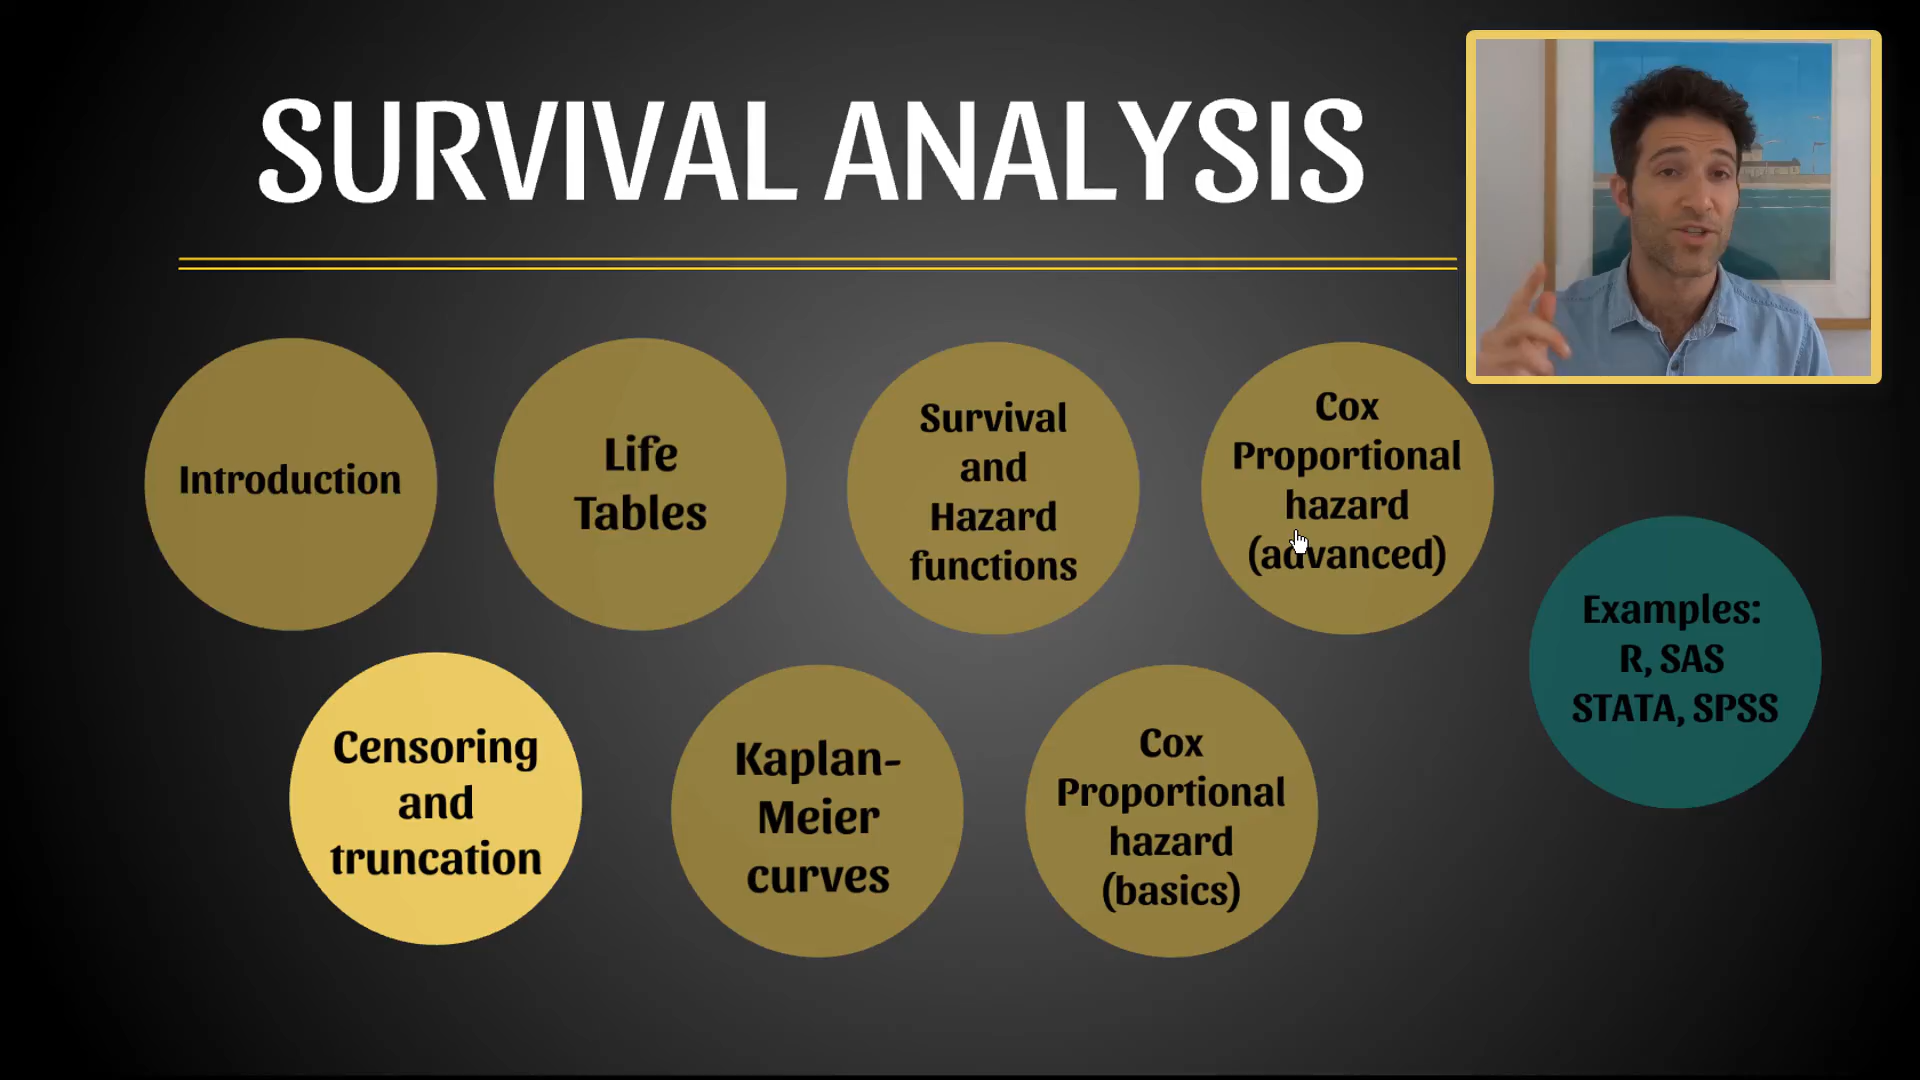 SURVIVAL ANALYSIS
Introduction
Life
Tables
Survival
and
Hazard
functions
Cox
Proportional
hazard
(advanced)
Examples:
R, SAS
STATA, SPSS
Censoring
and
truncation
Kaplan-
Meier
curves
Cox
Proportional
hazard
(basics)